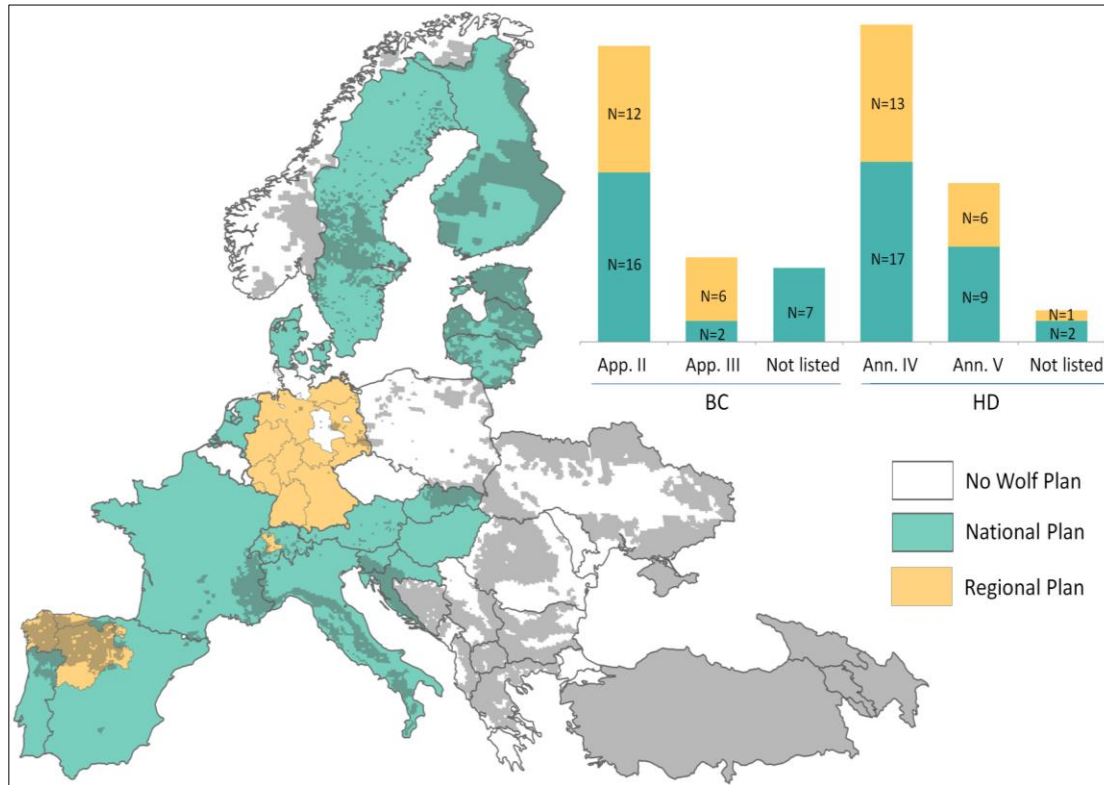 N=12
N=16
N=6
N=2
N=7
N=13
N=17
N=6
N=9
N=1
N=2
App. II App. III Not listed Ann. IV Ann. V Not listed
BC HD
No Wolf Plan
National Plan
Regional Plan